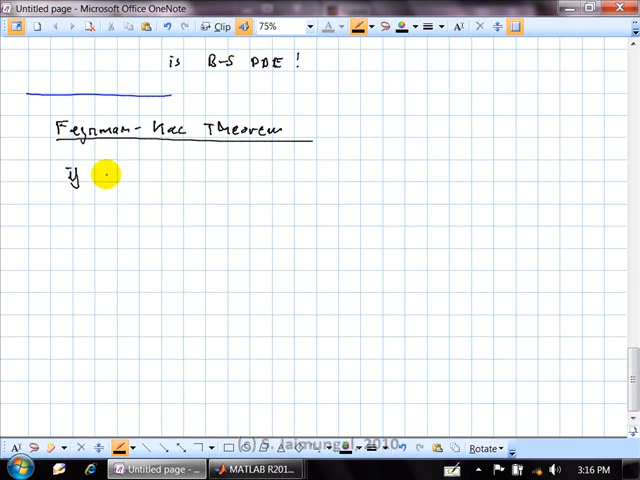 Untitled page - Microsoft Office OneNote
Clip 75%
is B-S PDE !
Feynman - Kac Theorem
if
(c) S. Jaimungal, 2010
Rotate
Untitled page - ... MATLAB R201... 3:16 PM